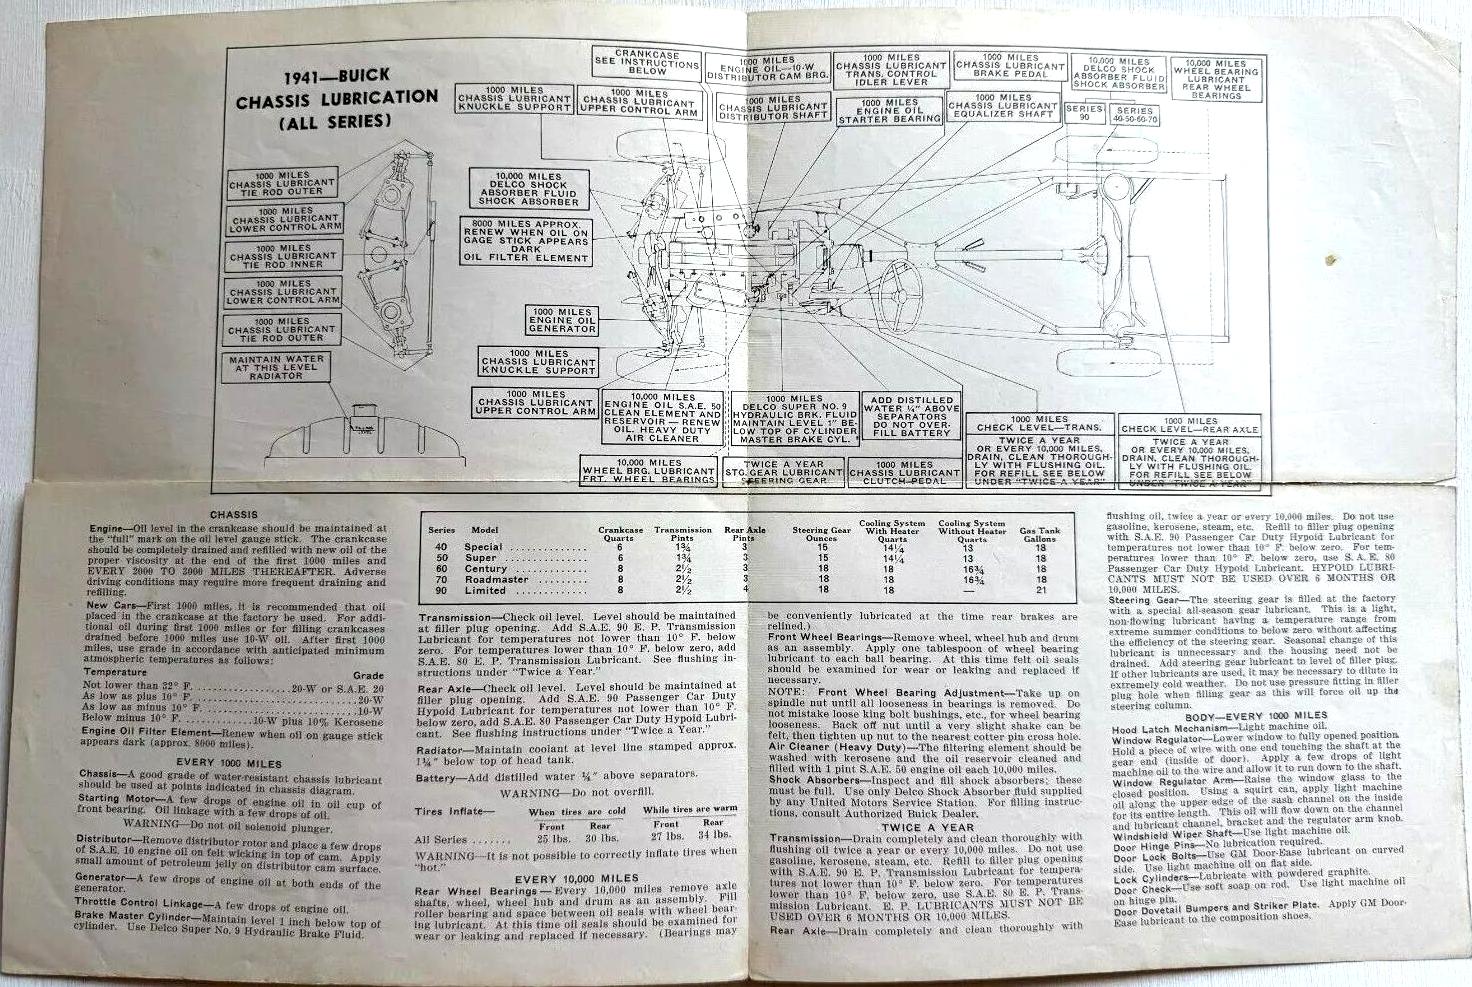 1941—BUICK
CHASSIS LUBRICATION
(ALL SERIES)
CRANKCASE
SEE INSTRUCTIONS
BELOW
1000 MILES
ENGINE OIL—10-W
DISTRIBUTOR CAM BRG.
1000 MILES
CHASSIS LUBRICANT
TRANS. CONTROL
IDLER LEVER
1000 MILES
CHASSIS LUBRICANT
BRAKE PEDAL
10,000 MILES
DELCO SHOCK
ABSORBER FLUID
SHOCK ABSORBER
10,000 MILES
WHEEL BEARING
LUBRICANT
REAR WHEEL
BEARINGS
1000 MILES
CHASSIS LUBRICANT
KNUCKLE SUPPORT
1000 MILES
CHASSIS LUBRICANT
UPPER CONTROL ARM
1000 MILES
CHASSIS LUBRICANT
DISTRIBUTOR SHAFT
1000 MILES
ENGINE OIL
STARTER BEARING
1000 MILES
CHASSIS LUBRICANT
EQUALIZER SHAFT
SERIES
90
SERIES
40-50-60-70
1000 MILES
CHASSIS LUBRICANT
TIE ROD OUTER
1000 MILES
CHASSIS LUBRICANT
LOWER CONTROL ARM
1000 MILES
CHASSIS LUBRICANT
TIE ROD INNER
1000 MILES
CHASSIS LUBRICANT
LOWER CONTROL ARM
1000 MILES
CHASSIS LUBRICANT
TIE ROD OUTER
MAINTAIN WATER
AT THIS LEVEL
RADIATOR
10,000 MILES
DELCO SHOCK
ABSORBER FLUID
SHOCK ABSORBER
8000 MILES APPROX.
RENEW WHEN OIL ON
GAGE STICK APPEARS
DARK
OIL FILTER ELEMENT
1000 MILES
ENGINE OIL
GENERATOR
1000 MILES
CHASSIS LUBRICANT
KNUCKLE SUPPORT
1000 MILES
CHASSIS LUBRICANT
UPPER CONTROL ARM
10,000 MILES
ENGINE OIL S.A.E. 50
CLEAN ELEMENT AND
RESERVOIR — RENEW
OIL. HEAVY DUTY
AIR CLEANER
1000 MILES
DELCO SUPER NO. 9
HYDRAULIC BRK. FLUID
MAINTAIN LEVEL 1" BE-
LOW TOP OF CYLINDER
MASTER BRAKE CYL.
ADD DISTILLED
WATER ¼" ABOVE
SEPARATORS
DO NOT OVER-
FILL BATTERY
1000 MILES
CHECK LEVEL—TRANS.
TWICE A YEAR
OR EVERY 10,000 MILES,
DRAIN, CLEAN THOROUGH-
LY WITH FLUSHING OIL.
FOR REFILL SEE BELOW
UNDER "TWICE A YEAR"
1000 MILES
CHECK LEVEL—REAR AXLE
TWICE A YEAR
OR EVERY 10,000 MILES,
DRAIN, CLEAN THOROUGH-
LY WITH FLUSHING OIL.
FOR REFILL SEE BELOW
UNDER "TWICE A YEAR"
10,000 MILES
WHEEL BRG. LUBRICANT
FRT. WHEEL BEARINGS
TWICE A YEAR
STG. GEAR LUBRICANT
STEERING GEAR
1000 MILES
CHASSIS LUBRICANT
CLUTCH PEDAL
CHASSIS
Engine—Oil level in the crankcase should be maintained at
the "full" mark on the oil level gauge stick. The crankcase
should be completely drained and refilled with new oil of the
proper viscosity at the end of the first 1000 miles and
EVERY 2000 TO 3000 MILES THEREAFTER. Adverse
driving conditions may require more frequent draining and
refilling.
New Cars—First 1000 miles, it is recommended that oil
placed in the crankcase at the factory be used. For addi-
tional oil during first 1000 miles or for filling crankcases
drained before 1000 miles use 10-W oil. After first 1000
miles, use grade in accordance with anticipated minimum
atmospheric temperatures as follows:
Temperature Grade
Not lower than 32° F. ....................20-W or S.A.E. 20
As low as plus 10° F. ....................20-W
As low as minus 10° F. ....................10-W
Below minus 10° F. ............10-W plus 10% Kerosene
Engine Oil Filter Element—Renew when oil on gauge stick
appears dark (approx. 8000 miles).
EVERY 1000 MILES
Chassis—A good grade of water-resistant chassis lubricant
should be used at points indicated in chassis diagram.
Starting Motor—A few drops of engine oil in oil cup of
front bearing. Oil linkage with a few drops of oil.
WARNING—Do not oil solenoid plunger.
Distributor—Remove distributor rotor and place a few drops
of S.A.E. 10 engine oil on felt wicking in top of cam. Apply
small amount of petroleum jelly on distributor cam surface.
Generator—A few drops of engine oil at both ends of the
generator.
Throttle Control Linkage—A few drops of engine oil.
Brake Master Cylinder—Maintain level 1 inch below top of
cylinder. Use Delco Super No. 9 Hydraulic Brake Fluid.
Series Model Crankcase Quarts Transmission Pints Rear Axle Pints Steering Gear Ounces Cooling System With Heater Quarts Cooling System Without Heater Quarts Gas Tank Gallons
40 Special .............. 6 1¾ 3 15 14¼ 13 18
50 Super .............. 6 1¾ 3 15 14¼ 13 18
60 Century .............. 8 2½ 3 18 18 16¾ 18
70 Roadmaster ......... 8 2½ 3 18 18 16¾ 18
90 Limited .............. 8 2½ 4 18 18 — 21
Transmission—Check oil level. Level should be maintained
at filler plug opening. Add S.A.E. 90 E. P. Transmission
Lubricant for temperatures not lower than 10° F. below
zero. For temperatures lower than 10° F. below zero, add
S.A.E. 80 E. P. Transmission Lubricant. See flushing in-
structions under "Twice a Year."
Rear Axle—Check oil level. Level should be maintained at
filler plug opening. Add S.A.E. 90 Passenger Car Duty
Hypoid Lubricant for temperatures not lower than 10° F.
below zero, add S.A.E. 80 Passenger Car Duty Hypoid Lubri-
cant. See flushing instructions under "Twice a Year."
Radiator—Maintain coolant at level line stamped approx.
1¼" below top of head tank.
Battery—Add distilled water ¼" above separators.
WARNING—Do not overfill.
Tires Inflate— When tires are cold While tires are warm
Front Rear Front Rear
All Series ....... 25 lbs. 30 lbs. 27 lbs. 34 lbs.
WARNING—It is not possible to correctly inflate tires when
"hot."
EVERY 10,000 MILES
Rear Wheel Bearings — Every 10,000 miles remove axle
shafts, wheel, wheel hub and drum as an assembly. Fill
roller bearing and space between oil seals with wheel bear-
ing lubricant. At this time oil seals should be examined for
wear or leaking and replaced if necessary. (Bearings may
be conveniently lubricated at the time rear brakes are
relined.)
Front Wheel Bearings—Remove wheel, wheel hub and drum
as an assembly. Apply one tablespoon of wheel bearing
lubricant to each ball bearing. At this time felt oil seals
should be examined for wear or leaking and replaced if
necessary.
NOTE: Front Wheel Bearing Adjustment—Take up on
spindle nut until all looseness in bearings is removed. Do
not mistake loose king bolt bushings, etc., for wheel bearing
looseness. Back off nut until a very slight shake can be
felt, then tighten up nut to the nearest cotter pin cross hole.
Air Cleaner (Heavy Duty)—The filtering element should be
washed with kerosene and the oil reservoir cleaned and
filled with 1 pint S.A.E. 50 engine oil each 10,000 miles.
Shock Absorbers—Inspect and fill shock absorbers; these
must be full. Use only Delco Shock Absorber fluid supplied
by any United Motors Service Station. For filling instruc-
tions, consult Authorized Buick Dealer.
TWICE A YEAR
Transmission—Drain completely and clean thoroughly with
flushing oil twice a year or every 10,000 miles. Do not use
gasoline, kerosene, steam, etc. Refill to filler plug opening
with S.A.E. 90 E. P. Transmission Lubricant for tempera-
tures not lower than 10° F. below zero. For temperatures
lower than 10° F. below zero, use S.A.E. 80 E. P. Trans-
mission Lubricant. E. P. LUBRICANTS MUST NOT BE
USED OVER 6 MONTHS OR 10,000 MILES.
Rear Axle—Drain completely and clean thoroughly with
flushing oil, twice a year or every 10,000 miles. Do not use
gasoline, kerosene, steam, etc. Refill to filler plug opening
with S.A.E. 90 Passenger Car Duty Hypoid Lubricant for
temperatures not lower than 10° F. below zero. For tem-
peratures lower than 10° F. below zero, use S.A.E. 80
Passenger Car Duty Hypoid Lubricant. HYPOID LUBRI-
CANTS MUST NOT BE USED OVER 6 MONTHS OR
10,000 MILES.
Steering Gear—The steering gear is filled at the factory
with a special all-season gear lubricant. This is a light,
non-flowing lubricant having a temperature range from
extreme summer conditions to below zero without affecting
the efficiency of the steering gear. Seasonal change of this
lubricant is unnecessary and the housing need not be
drained. Add steering gear lubricant to level of filler plug.
If other lubricants are used, it may be necessary to dilute in
extremely cold weather. Do not use pressure fitting in filler
plug hole when filling gear as this will force oil up the
steering column.
BODY—EVERY 1000 MILES
Hood Latch Mechanism—Light machine oil.
Window Regulator—Lower window to fully opened position.
Hold a piece of wire with one end touching the shaft at the
gear end (inside of door). Apply a few drops of light
machine oil to the wire and allow it to run down to the shaft.
Window Regulator Arm—Raise the window glass to the
closed position. Using a squirt can, apply light machine
oil along the upper edge of the sash channel on the inside
for its entire length. This oil will flow down on the channel
and lubricant channel, bracket and the regulator arm knob.
Windshield Wiper Shaft—Use light machine oil.
Door Hinge Pins—No lubrication required.
Door Lock Bolts—Use GM Door-Ease lubricant on curved
side. Use light machine oil on flat side.
Lock Cylinders—Lubricate with powdered graphite.
Door Check—Use soft soap on rod. Use light machine oil
on hinge pin.
Door Dovetail Bumpers and Striker Plate. Apply GM Door-
Ease lubricant to the composition shoes.